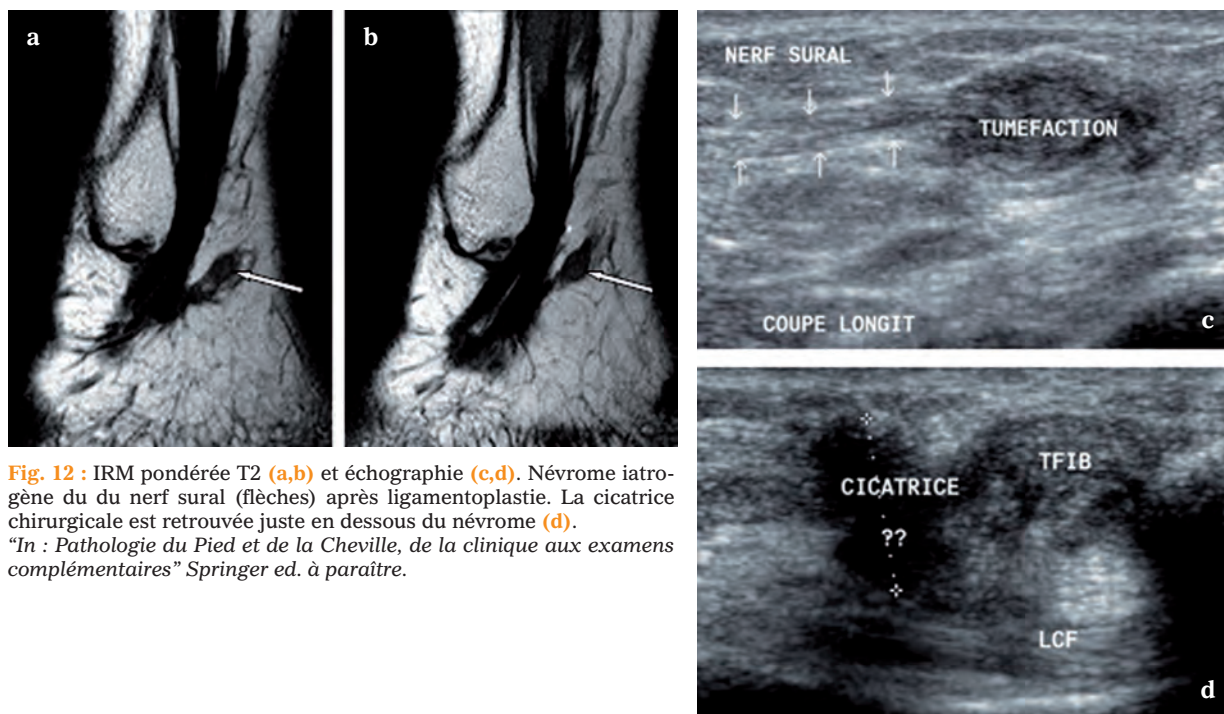 a
b
NERF SURAL
TUMEFACTION
COUPE LONGIT
c
TFIB
CICATRICE
??
LCF
d
Fig. 12 : IRM pondérée T2 (a,b) et échographie (c,d). Névrome iatro-
gène du du nerf sural (flèches) après ligamentoplastie. La cicatrice
chirurgicale est retrouvée juste en dessous du névrome (d).
“In : Pathologie du Pied et de la Cheville, de la clinique aux examens
complémentaires” Springer ed. à paraître.